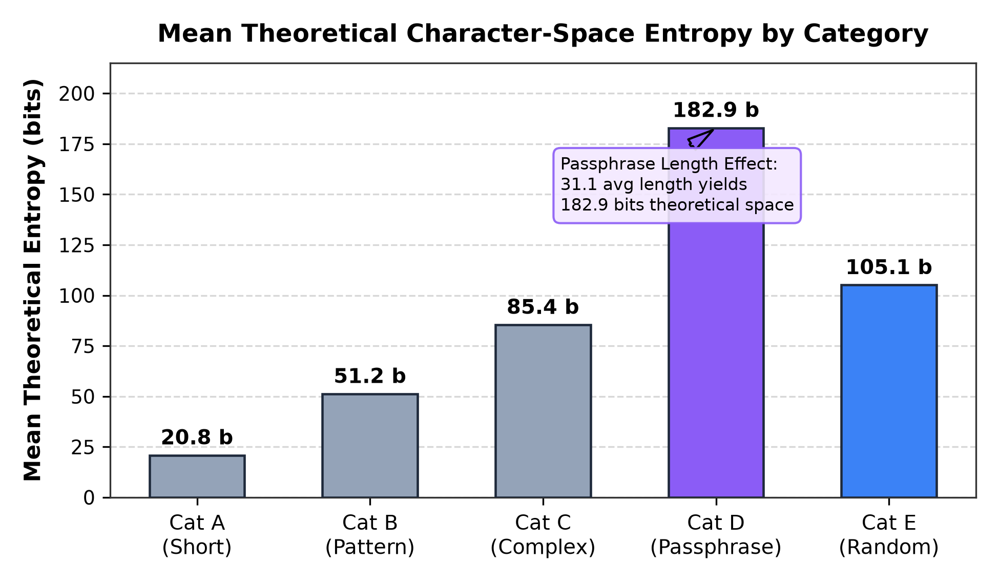 Mean Theoretical Character-Space Entropy by Category
Mean Theoretical Entropy (bits)
200
175
150
125
100
75
50
25
0
20.8 b
51.2 b
85.4 b
182.9 b
105.1 b
Passphrase Length Effect:
31.1 avg length yields
182.9 bits theoretical space
Cat A
(Short)
Cat B
(Pattern)
Cat C
(Complex)
Cat D
(Passphrase)
Cat E
(Random)